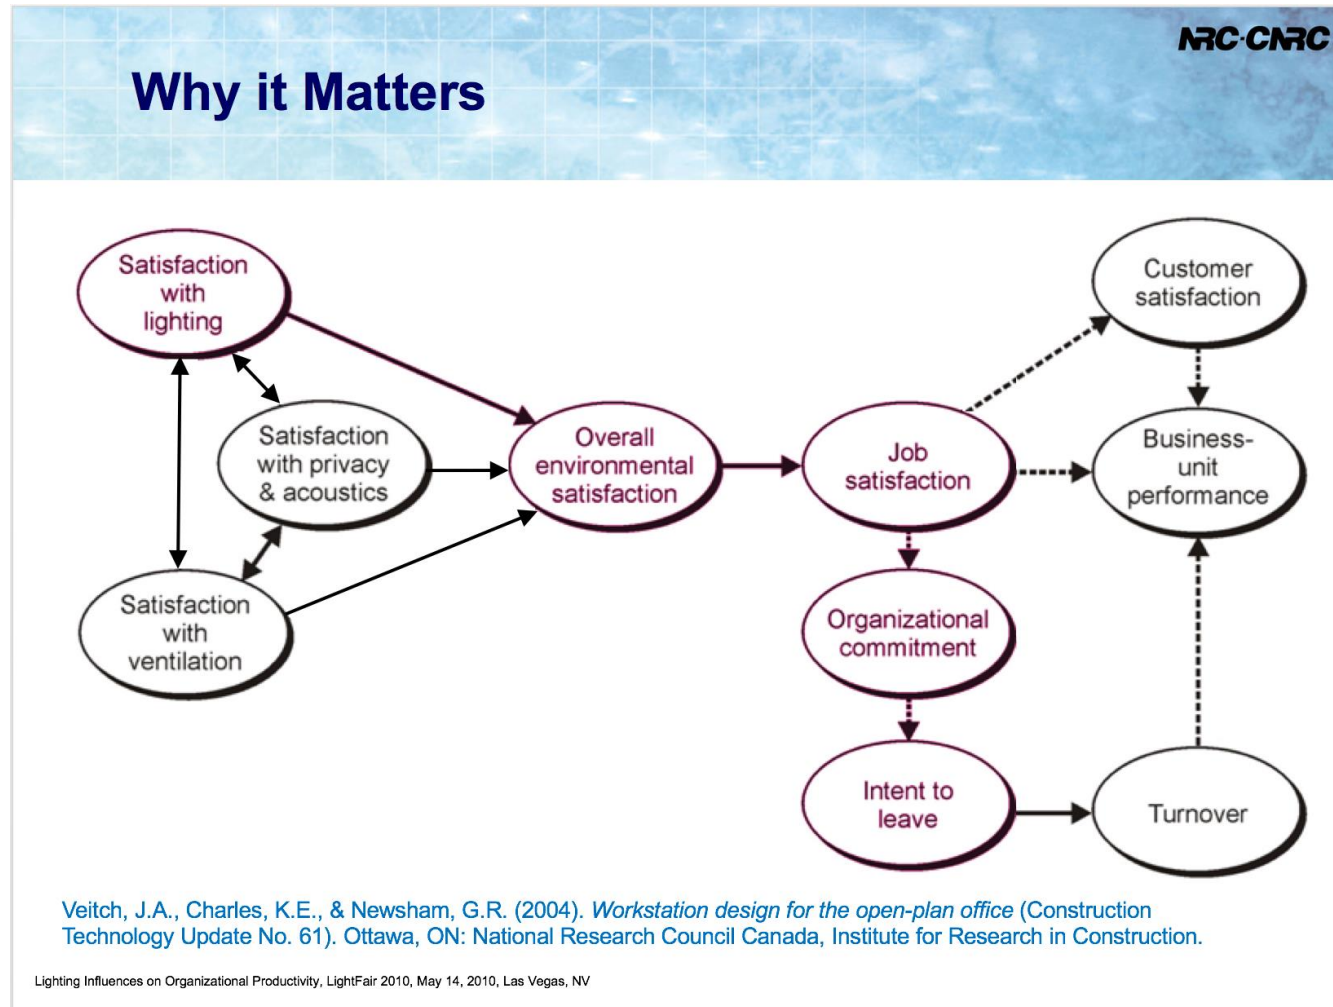 NRC·CNRC
Why it Matters
Satisfaction
with
lighting
Satisfaction
with privacy
& acoustics
Satisfaction
with
ventilation
Overall
environmental
satisfaction
Job
satisfaction
Organizational
commitment
Intent to
leave
Customer
satisfaction
Business-
unit
performance
Turnover
Veitch, J.A., Charles, K.E., & Newsham, G.R. (2004). Workstation design for the open-plan office (Construction
Technology Update No. 61). Ottawa, ON: National Research Council Canada, Institute for Research in Construction.
Lighting Influences on Organizational Productivity, LightFair 2010, May 14, 2010, Las Vegas, NV